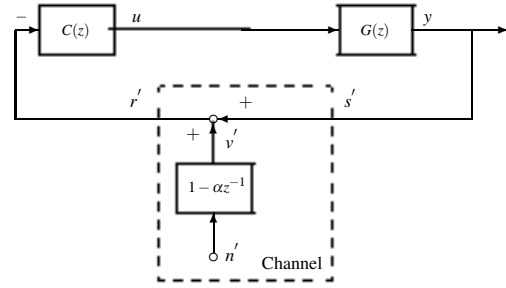 −
C(z)
u
G(z)
y
r′
+
s′
+
v′
1 − αz⁻¹
n′
Channel